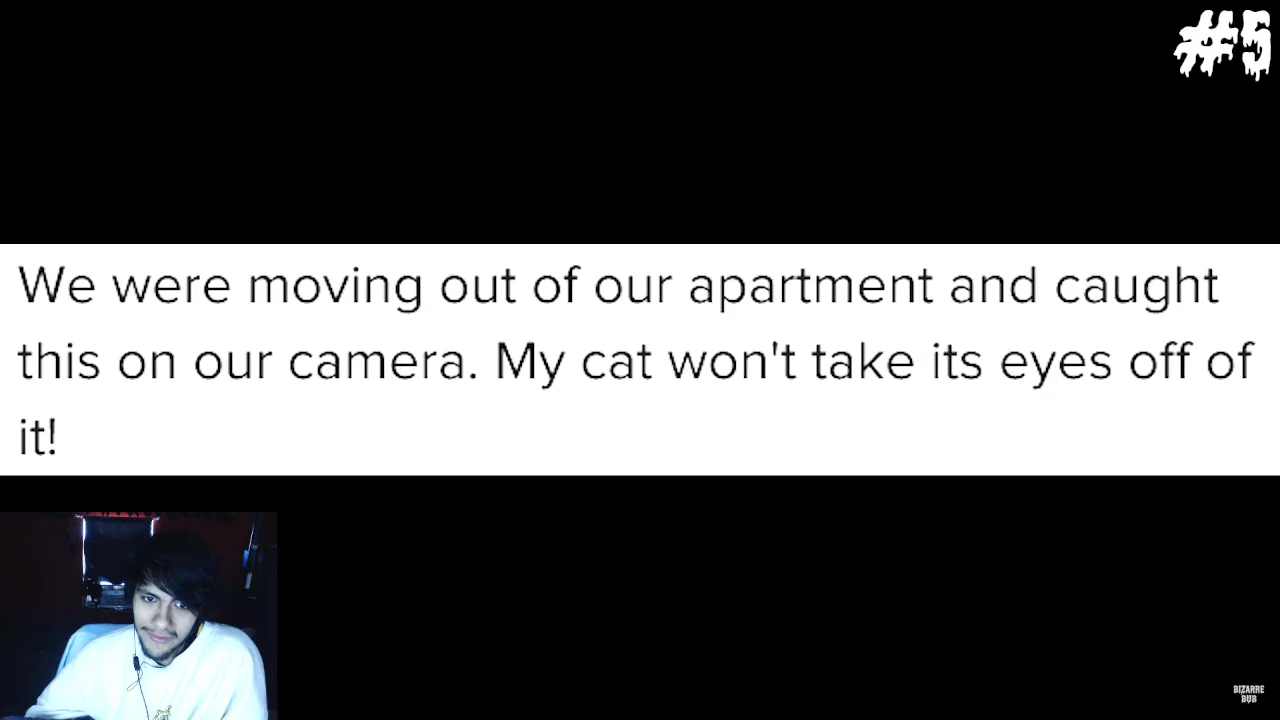 #5
We were moving out of our apartment and caught
this on our camera. My cat won't take its eyes off of
it!
BIZARRE
BUB